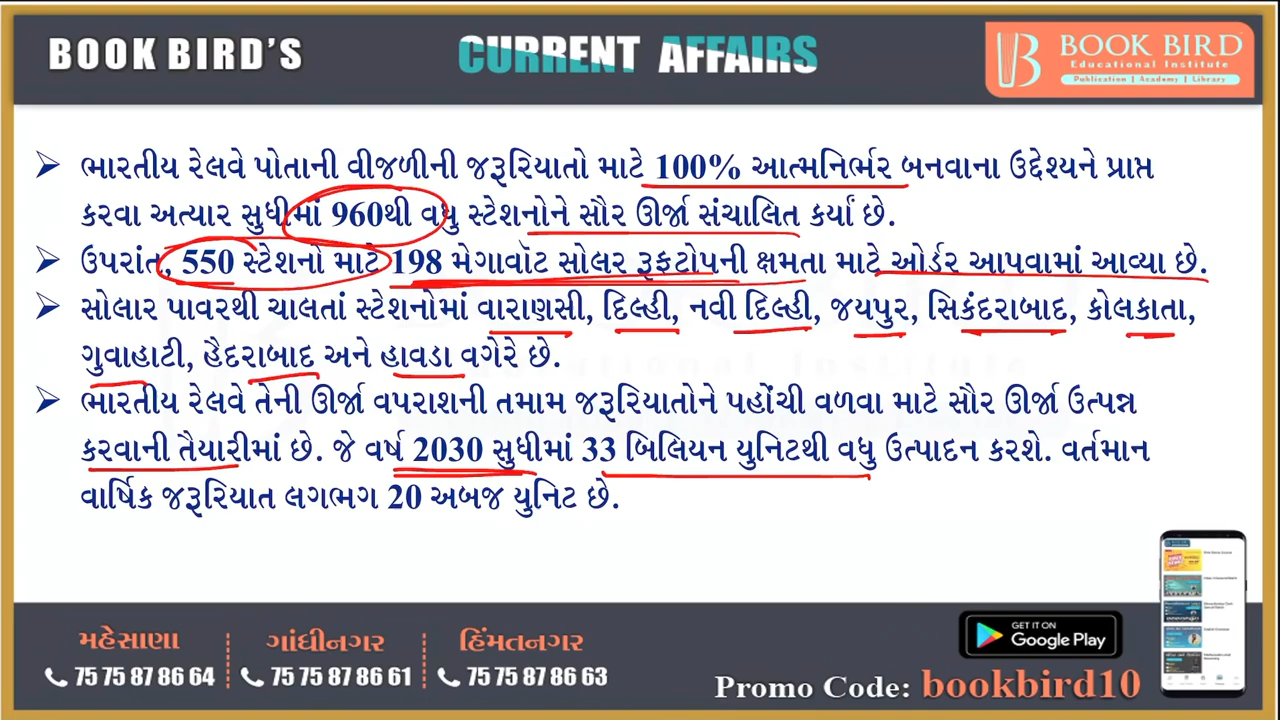 BOOK BIRD'S
CURRENT AFFAIRS
BOOK BIRD
Educational Institute
Publication | Academy | Library
ભારતીય રેલવે પોતાની વીજળીની જરૂરિયાતો માટે 100% આત્મનિર્ભર બનવાના ઉદ્દેશ્યને પ્રાપ્ત
કરવા અત્યાર સુધીમાં 960થી વધુ સ્ટેશનોને સૌર ઊર્જા સંચાલિત કર્યાં છે.
ઉપરાંત, 550 સ્ટેશનો માટે 198 મેગાવૉટ સોલર રૂફટોપની ક્ષમતા માટે ઓર્ડર આપવામાં આવ્યા છે.
સોલાર પાવરથી ચાલતાં સ્ટેશનોમાં વારાણસી, દિલ્હી, નવી દિલ્હી, જયપુર, સિકંદરાબાદ, કોલકાતા,
ગુવાહાટી, હૈદરાબાદ અને હાવડા વગેરે છે.
ભારતીય રેલવે તેની ઊર્જા વપરાશની તમામ જરૂરિયાતોને પહોંચી વળવા માટે સૌર ઊર્જા ઉત્પન્ન
કરવાની તૈયારીમાં છે. જે વર્ષ 2030 સુધીમાં 33 બિલિયન યુનિટથી વધુ ઉત્પાદન કરશે. વર્તમાન
વાર્ષિક જરૂરિયાત લગભગ 20 અબજ યુનિટ છે.
મહેસાણા
75 75 87 86 64
ગાંધીનગર
75 75 87 86 61
હિંમતનગર
75 75 87 86 63
GET IT ON
Google Play
Promo Code: bookbird10